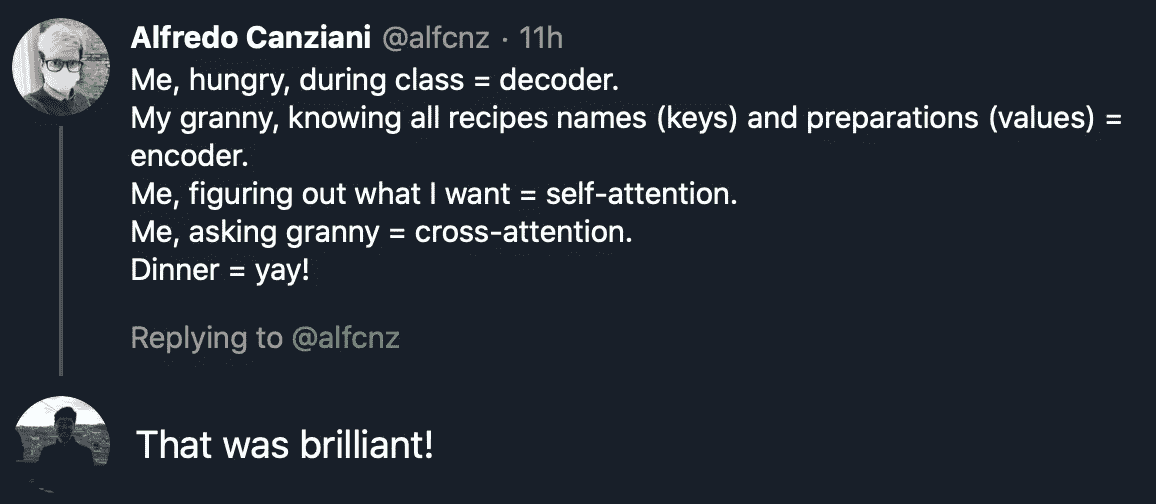 Alfredo Canziani @alfcnz · 11h
Me, hungry, during class = decoder.
My granny, knowing all recipes names (keys) and preparations (values) =
encoder.
Me, figuring out what I want = self-attention.
Me, asking granny = cross-attention.
Dinner = yay!
Replying to @alfcnz
That was brilliant!